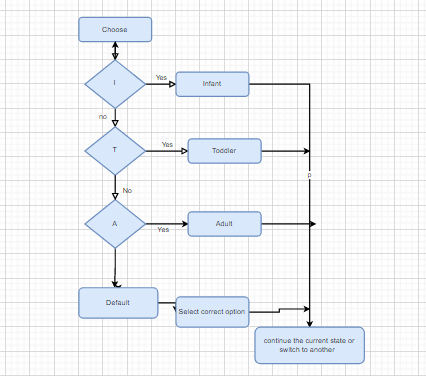 Choose
I
Yes
Infant
no
T
Yes
Toddler
p
No
A
Yes
Adult
Default
Select correct option
continue the current state or
switch to another